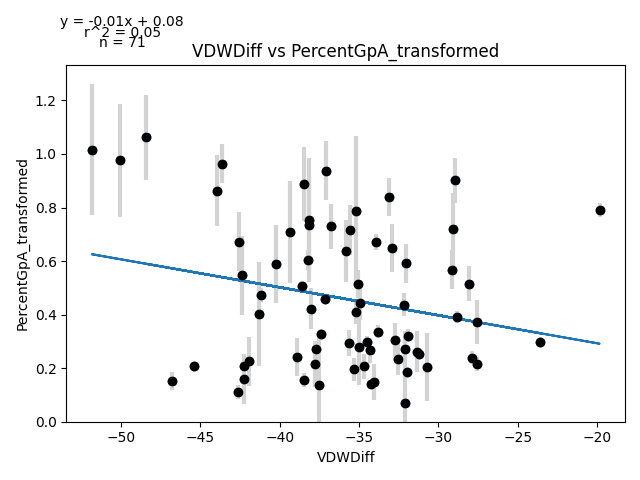 y = -0.01x + 0.08
r^2 = 0.05
n = 71
VDWDiff vs PercentGpA_transformed
1.2
1.0
0.8
0.6
0.4
0.2
0.0
PercentGpA_transformed
−50
−45
−40
−35
−30
−25
−20
VDWDiff